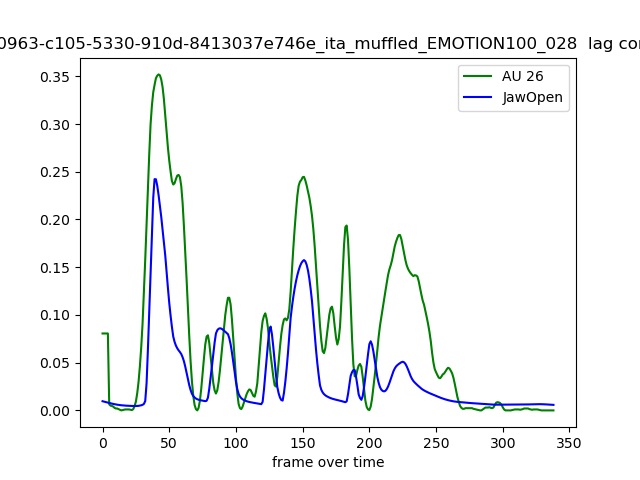 0963-c105-5330-910d-8413037e746e_ita_muffled_EMOTION100_028 lag cor
AU 26
JawOpen
0.35
0.30
0.25
0.20
0.15
0.10
0.05
0.00
0 50 100 150 200 250 300 350
frame over time